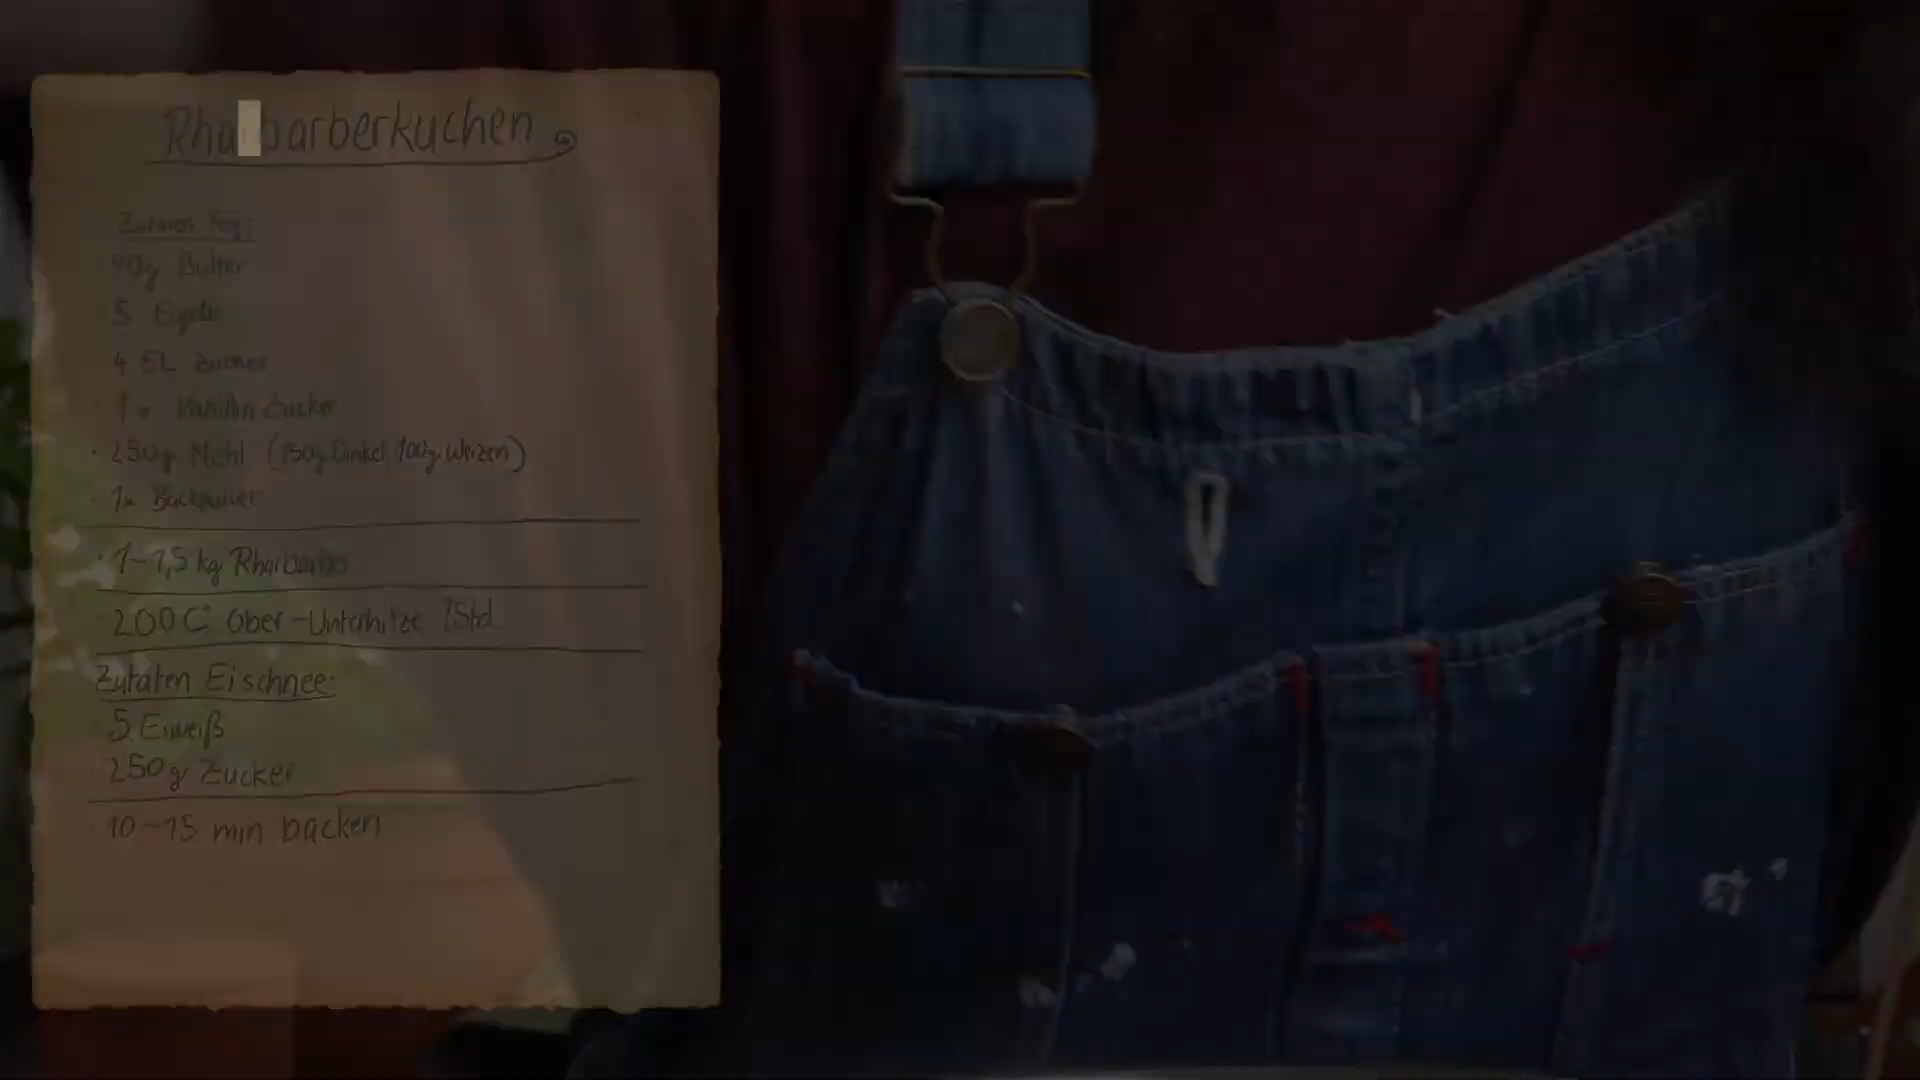 Rhabarberkuchen
Zutaten Teig:
90g Butter
5 Eigelb
4 EL Zucker
1x Vanillin Zucker
250g Mehl (150g Dinkel, 100g Weizen)
1x Backpulver
1-1,5 kg Rharbarber
200C° Ober-Unterhitze 1Std.
Zutaten Eischnee:
5 Eiweiß
250g Zucker
10-15 min backen